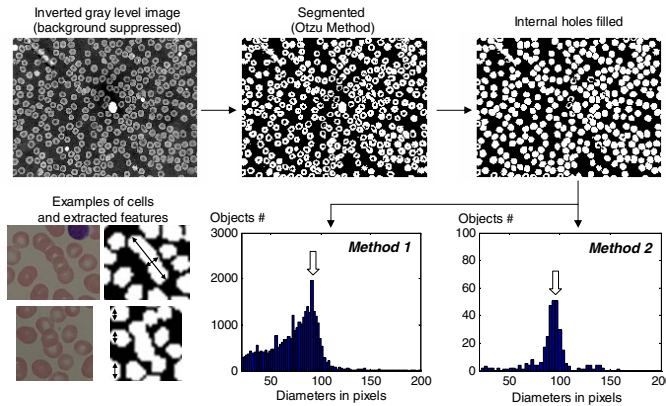 Inverted gray level image
(background suppressed)
Segmented
(Otzu Method)
Internal holes filled
Examples of cells
and extracted features
Objects #
3000
2000
1000
0
50
100
150
200
Method 1
Diameters in pixels
Objects #
100
80
60
40
20
0
50
100
150
200
Method 2
Diameters in pixels